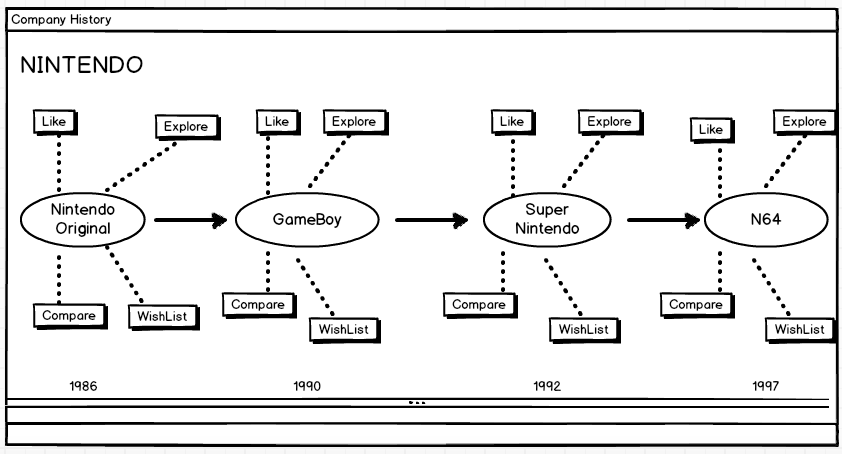 Company History
NINTENDO
Like
Explore
Like
Explore
Like
Explore
Like
Explore
Nintendo
Original
GameBoy
Super
Nintendo
N64
Compare
WishList
Compare
WishList
Compare
WishList
Compare
WishList
1986
1990
1992
1997